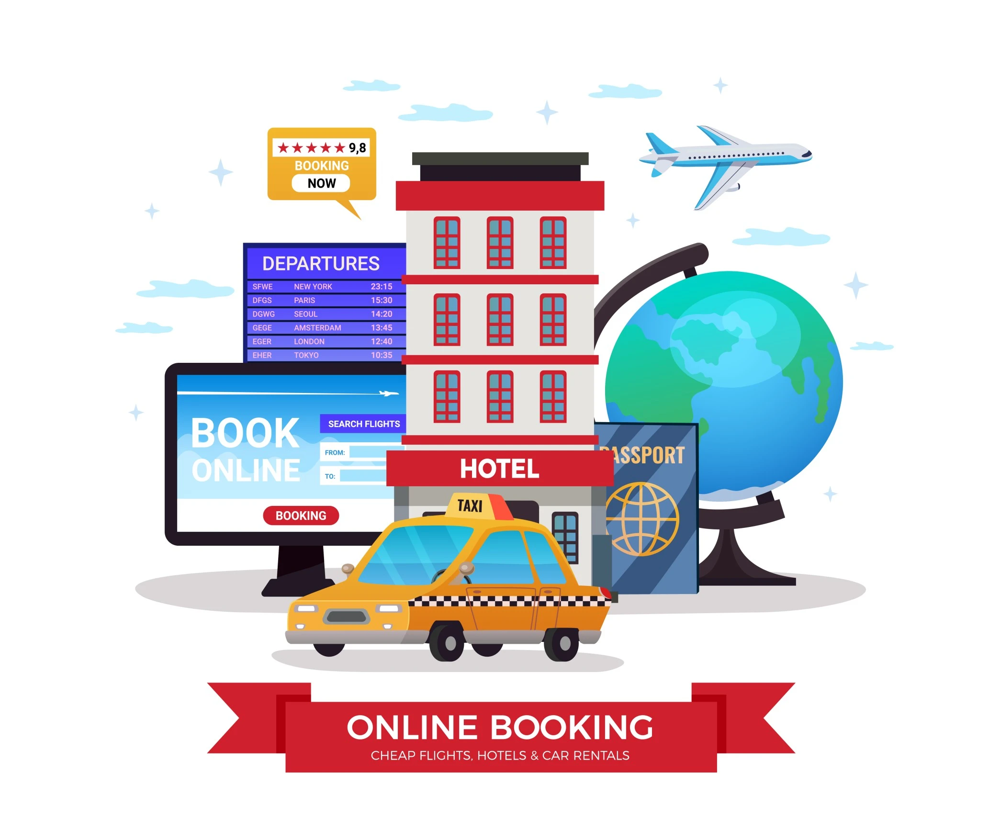 9,8
BOOKING
NOW
DEPARTURES
SFWE NEW YORK 23:15
DFGS PARIS 15:30
DGWG SEOUL 14:20
GEGE AMSTERDAM 13:45
EGER LONDON 12:40
EHER TOKYO 10:35
BOOK
ONLINE
SEARCH FLIGHTS
FROM:
TO:
BOOKING
HOTEL
PASSPORT
TAXI
ONLINE BOOKING
CHEAP FLIGHTS, HOTELS & CAR RENTALS